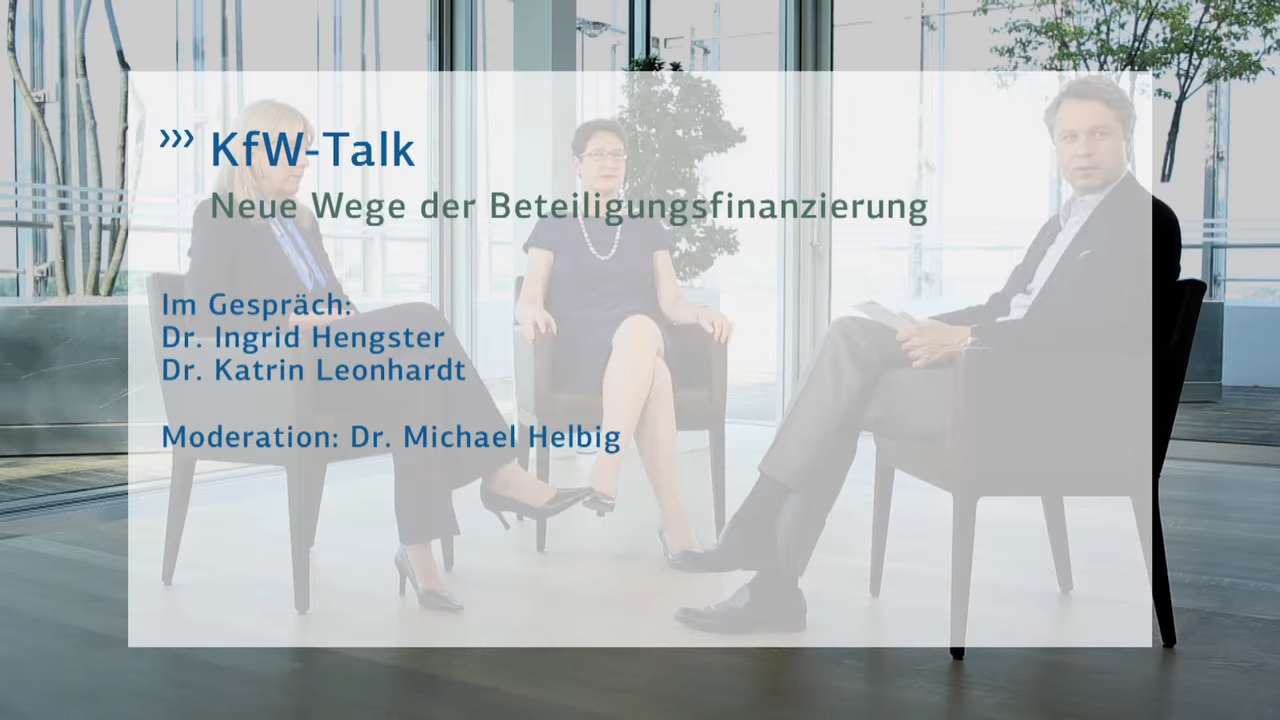 ››› KfW-Talk
Neue Wege der Beteiligungsfinanzierung
Im Gespräch:
Dr. Ingrid Hengster
Dr. Katrin Leonhardt
Moderation: Dr. Michael Helbig